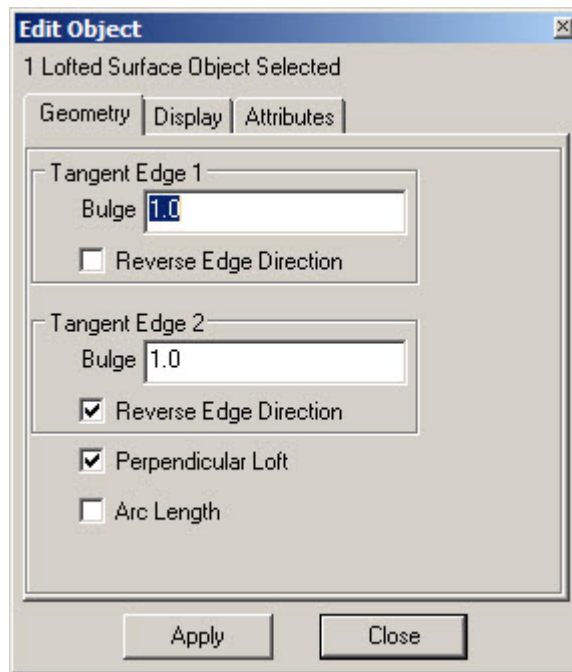 Edit Object
1 Lofted Surface Object Selected
Geometry Display Attributes
Tangent Edge 1
Bulge 1.0
Reverse Edge Direction
Tangent Edge 2
Bulge 1.0
Reverse Edge Direction
Perpendicular Loft
Arc Length
Apply Close